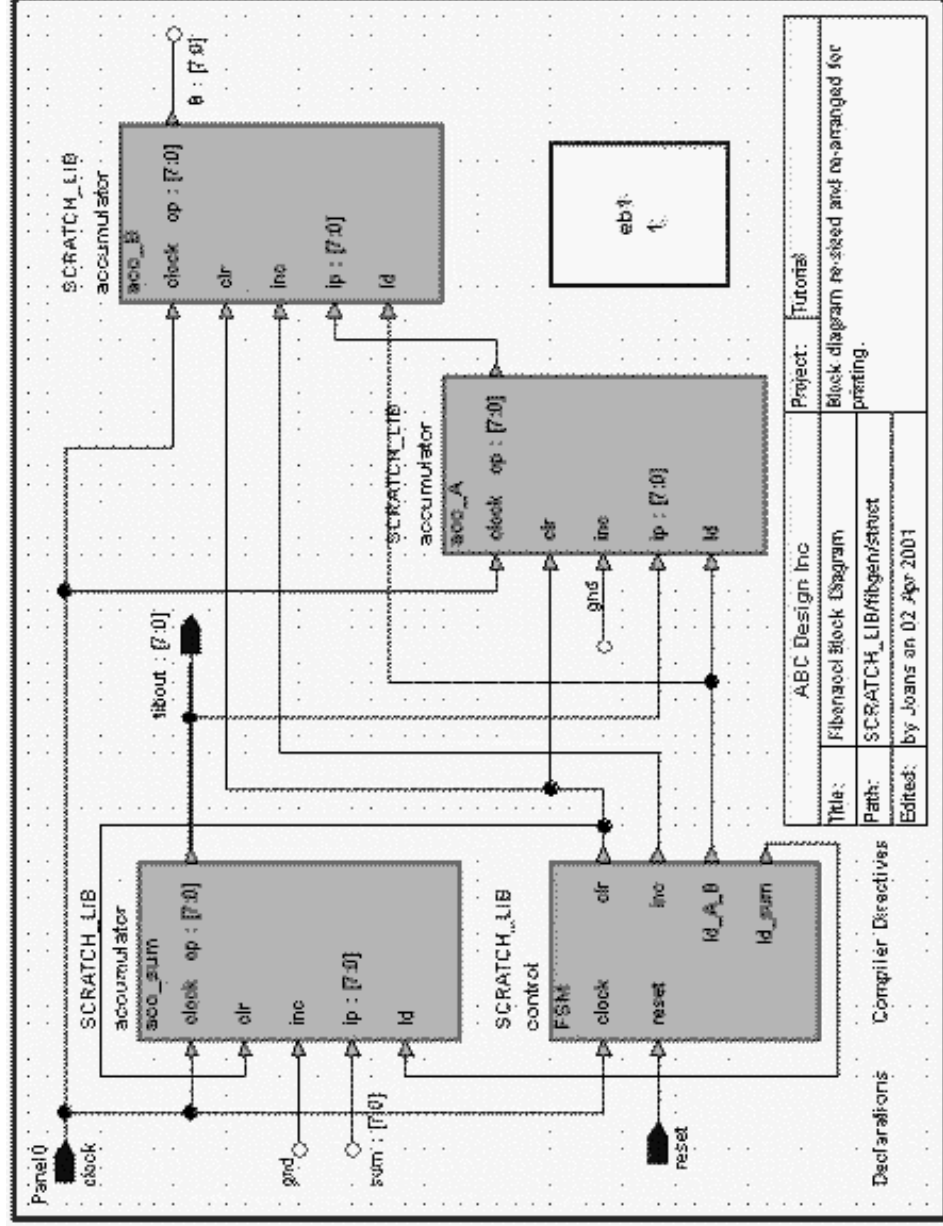 Panel0
clock
SCRATCH_LIB
accumulator
acc_sum
clock op : [7:0]
clr
inc
ip : [7:0]
ld
gnd
sum : [7:0]
fibout : [7:0]
SCRATCH_LIB
accumulator
acc_B
clock op : [7:0]
clr
inc
ip : [7:0]
ld
B : [7:0]
SCRATCH_LIB
accumulator
acc_A
clock op : [7:0]
clr
inc
ip : [7:0]
ld
gnd
SCRATCH_LIB
control
FSM
clock clr
reset inc
ld_A_B
ld_sum
reset
eb1
1
Declarations Compiler Directives
ABC Design Inc
Project: Tutorial
Title: Fibonacci Block Diagram
Block diagram re-sized and re-arranged for
printing.
Path: SCRATCH_LIB/fibgen/struct
Edited: by Joans on 02 Apr 2001